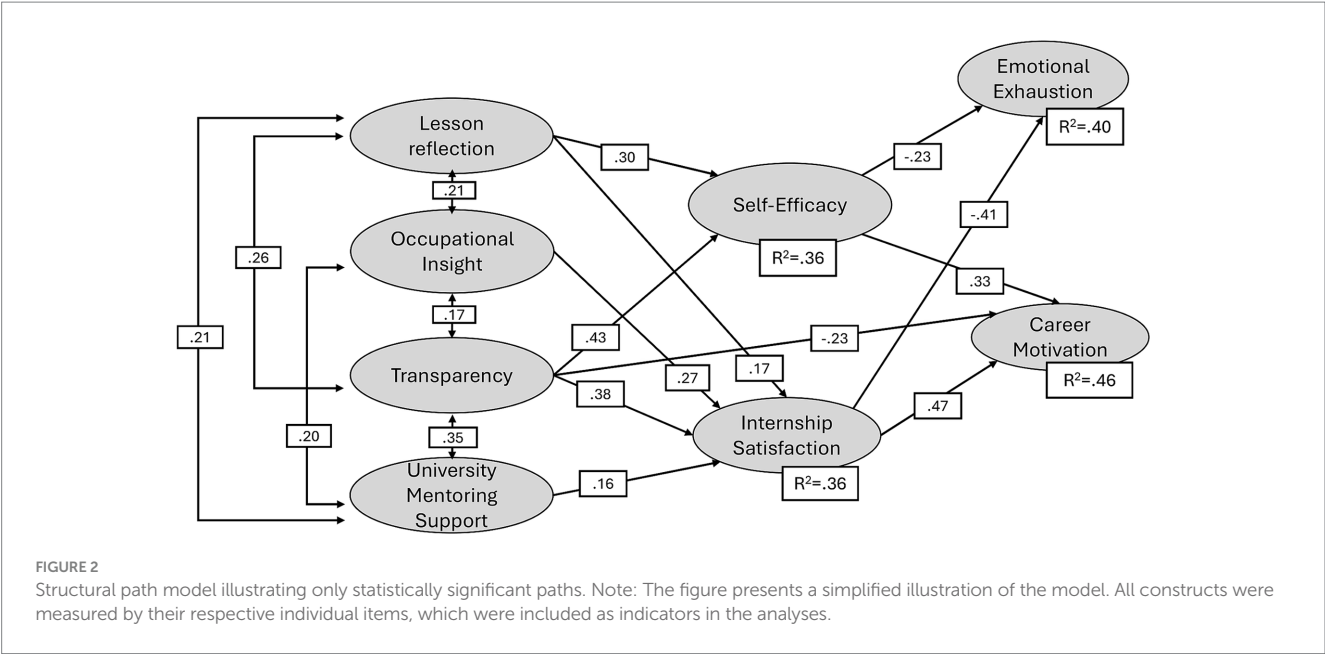 Emotional
Exhaustion
R²=.40
Lesson
reflection
.30
-.23
.21
Self-Efficacy
-.41
Occupational
Insight
R²=.36
.26
.33
.17
.43
-.23
Career
Motivation
.21
Transparency
.27
.17
R²=.46
.38
.47
.20
.35
Internship
Satisfaction
University
Mentoring
Support
.16
R²=.36
FIGURE 2
Structural path model illustrating only statistically significant paths. Note: The figure presents a simplified illustration of the model. All constructs were
measured by their respective individual items, which were included as indicators in the analyses.